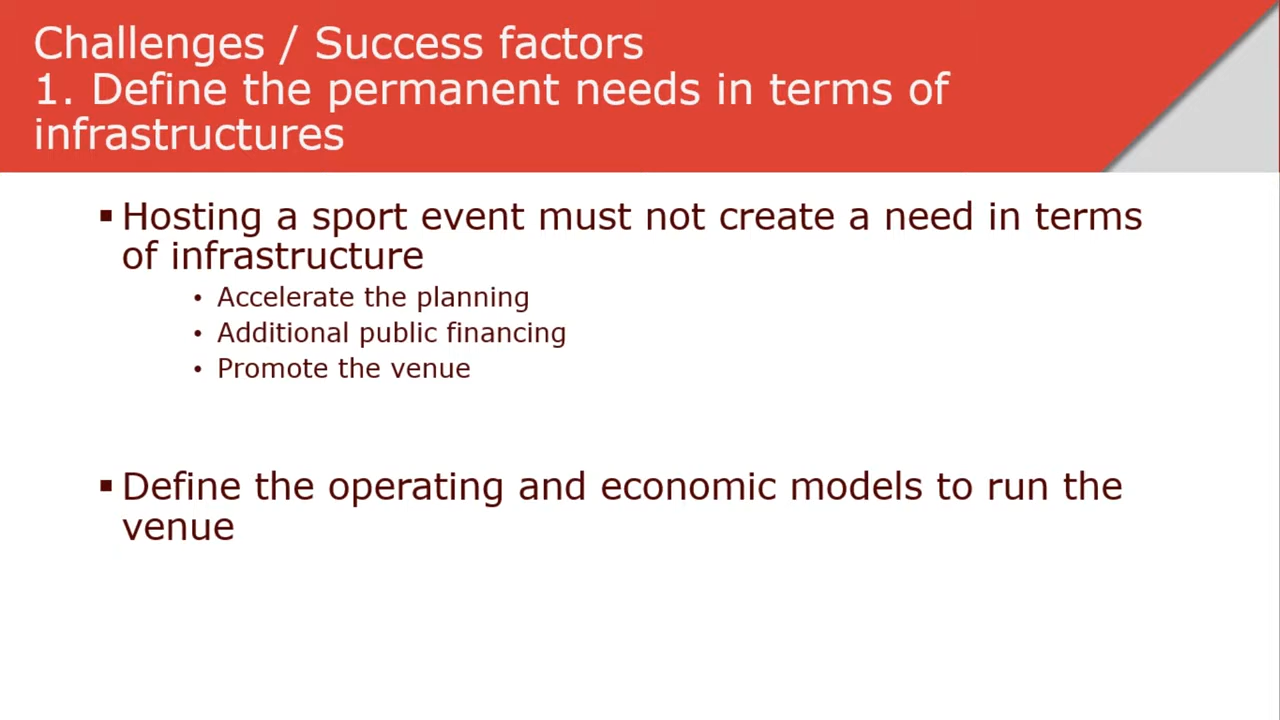 Challenges / Success factors
1. Define the permanent needs in terms of
infrastructures
▪ Hosting a sport event must not create a need in terms
of infrastructure
• Accelerate the planning
• Additional public financing
• Promote the venue
▪ Define the operating and economic models to run the
venue